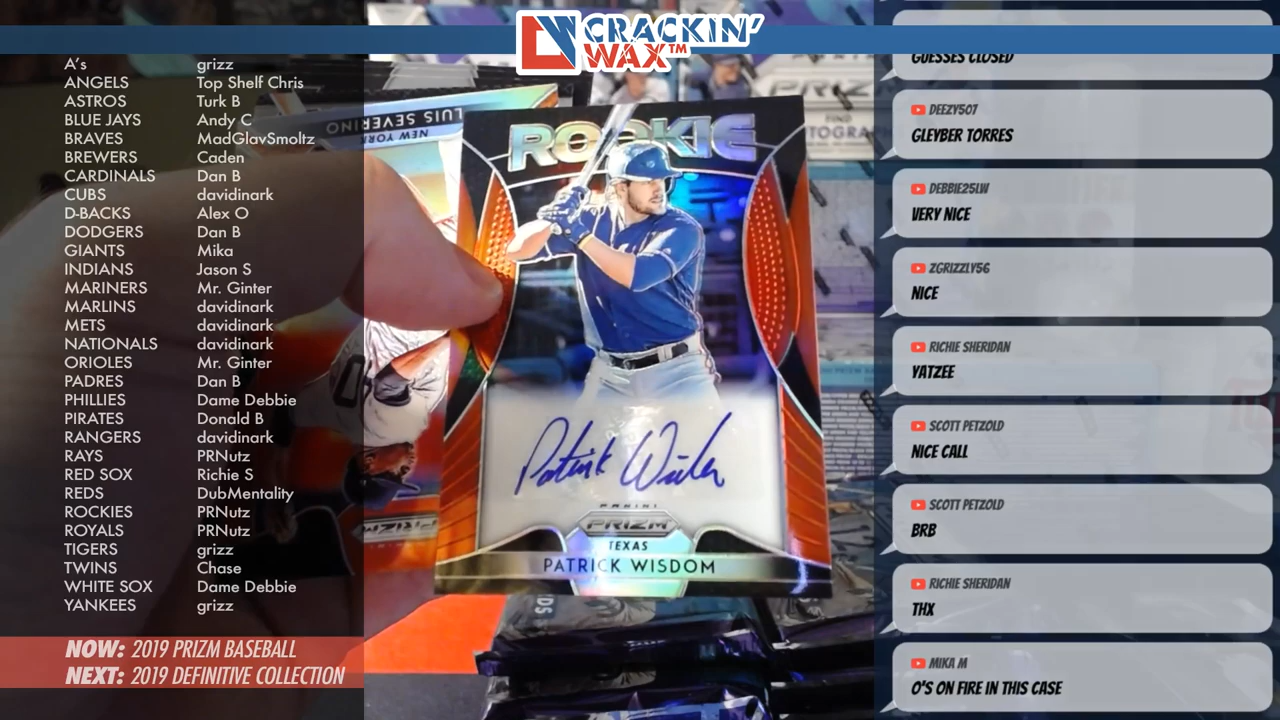 CRACKIN'
WAX™
A's grizz
ANGELS Top Shelf Chris
ASTROS Turk B
BLUE JAYS Andy C
BRAVES MadGlavSmoltz
BREWERS Caden
CARDINALS Dan B
CUBS davidinark
D-BACKS Alex O
DODGERS Dan B
GIANTS Mika
INDIANS Jason S
MARINERS Mr. Ginter
MARLINS davidinark
METS davidinark
NATIONALS davidinark
ORIOLES Mr. Ginter
PADRES Dan B
PHILLIES Dame Debbie
PIRATES Donald B
RANGERS davidinark
RAYS PRNutz
RED SOX Richie S
REDS DubMentality
ROCKIES PRNutz
ROYALS PRNutz
TIGERS grizz
TWINS Chase
WHITE SOX Dame Debbie
YANKEES grizz
NOW: 2019 PRIZM BASEBALL
NEXT: 2019 DEFINITIVE COLLECTION
LUIS SEVERINO
NEW YORK
PRIZM
ROOKIE
Patrick Wisdom
PANINI
PRIZM
TEXAS
PATRICK WISDOM
GUESSES CLOSED
DEEZY507
GLEYBER TORRES
DEBBIE25LW
VERY NICE
ZGRIZZLY56
NICE
RICHIE SHERIDAN
YATZEE
SCOTT PETZOLD
NICE CALL
SCOTT PETZOLD
BRB
RICHIE SHERIDAN
THX
MIKA M
O'S ON FIRE IN THIS CASE